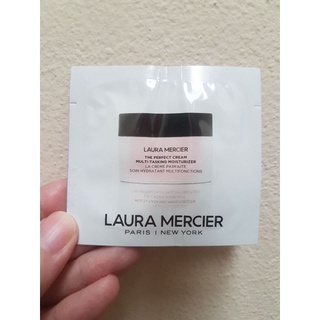 LAURA MERCIER
THE PERFECT CREAM
MULTI-TASKING MOISTURIZER
LA CRÈME PARFAITE
SOIN HYDRATANT MULTIFONCTIONS
LAURA MERCIER
PARIS | NEW YORK